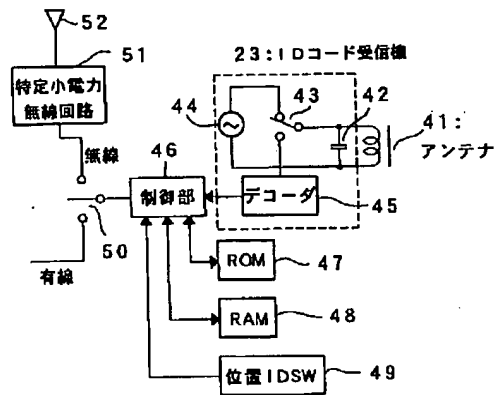 52
51
特定小電力
無線回路
23:IDコード受信機
44
43
42
41:
アンテナ
無線
46
制御部
デコーダ
45
50
有線
ROM
47
RAM
48
位置IDSW
49